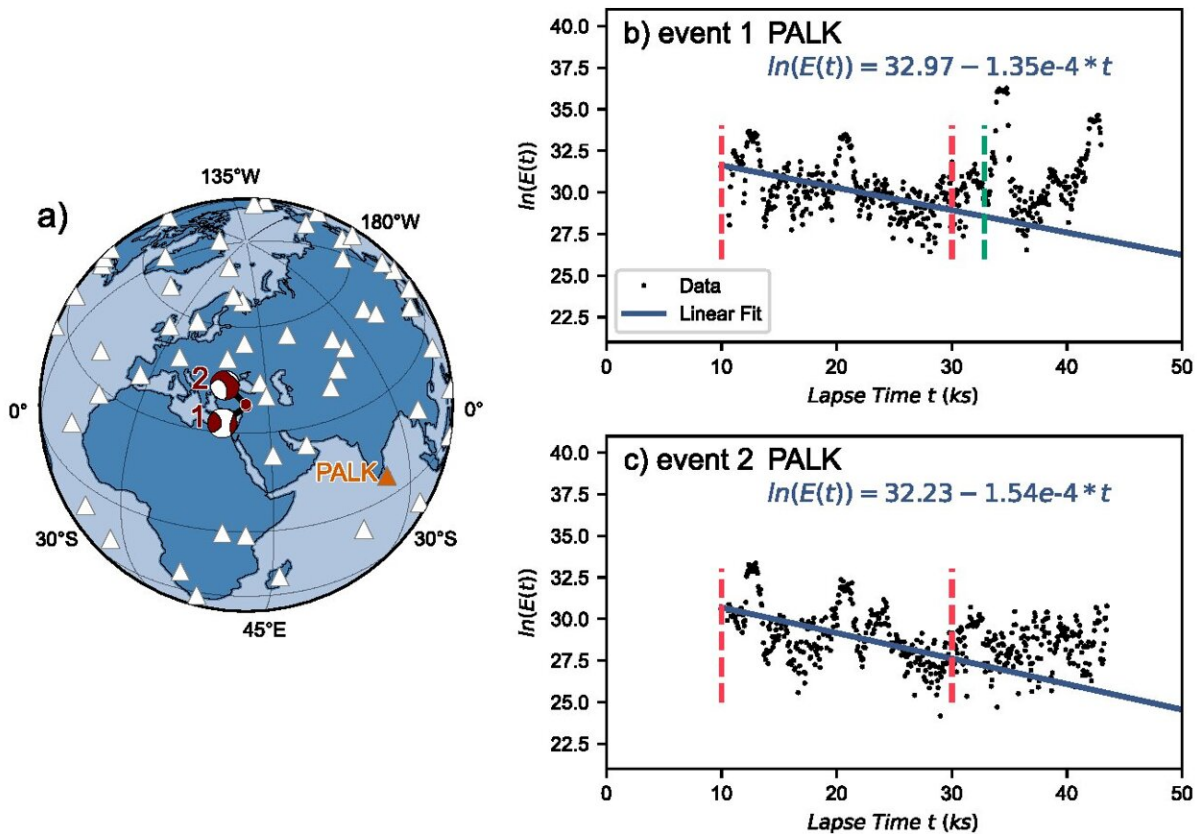 a)
135°W
180°W
0°
0°
2
1
PALK
30°S
30°S
45°E
b) event 1 PALK
ln(E(t)) = 32.97 − 1.35e-4 * t
40.0
37.5
35.0
32.5
30.0
27.5
25.0
22.5
ln(E(t))
Data
Linear Fit
0 10 20 30 40 50
Lapse Time t (ks)
c) event 2 PALK
ln(E(t)) = 32.23 − 1.54e-4 * t
40.0
37.5
35.0
32.5
30.0
27.5
25.0
22.5
ln(E(t))
0 10 20 30 40 50
Lapse Time t (ks)